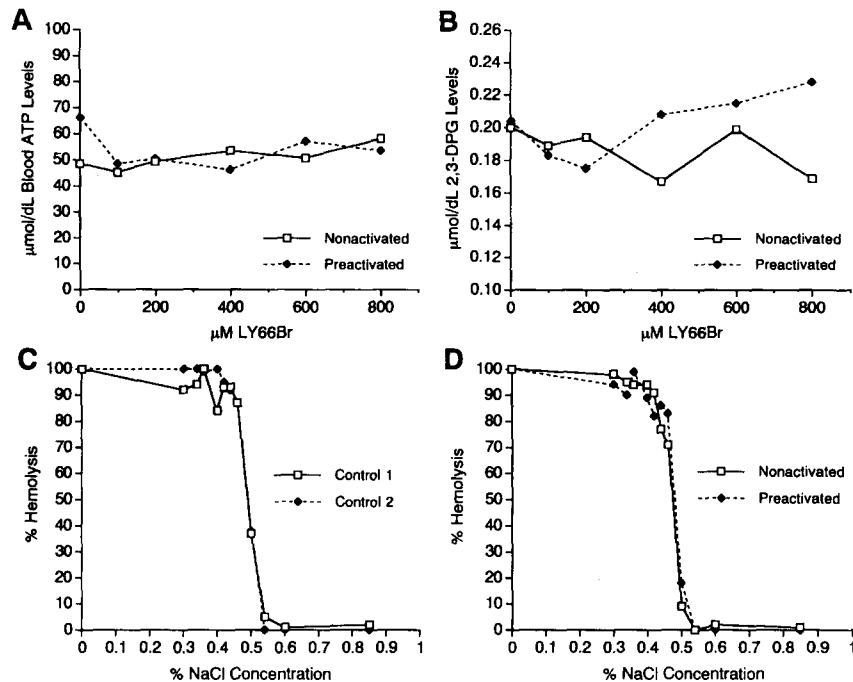 A
µmol/dL Blood ATP Levels
100
90
80
70
60
50
40
30
20
10
0
Nonactivated
Preactivated
0 200 400 600 800
µM LY66Br
B
µmol/dL 2,3-DPG Levels
0.26
0.24
0.22
0.20
0.18
0.16
0.14
0.12
0.10
Nonactivated
Preactivated
0 200 400 600 800
µM LY66Br
C
% Hemolysis
100
90
80
70
60
50
40
30
20
10
0
Control 1
Control 2
0 0.1 0.2 0.3 0.4 0.5 0.6 0.7 0.8 0.9 1
% NaCl Concentration
D
% Hemolysis
100
90
80
70
60
50
40
30
20
10
0
Nonactivated
Preactivated
0 0.1 0.2 0.3 0.4 0.5 0.6 0.7 0.8 0.9 1
% NaCl Concentration